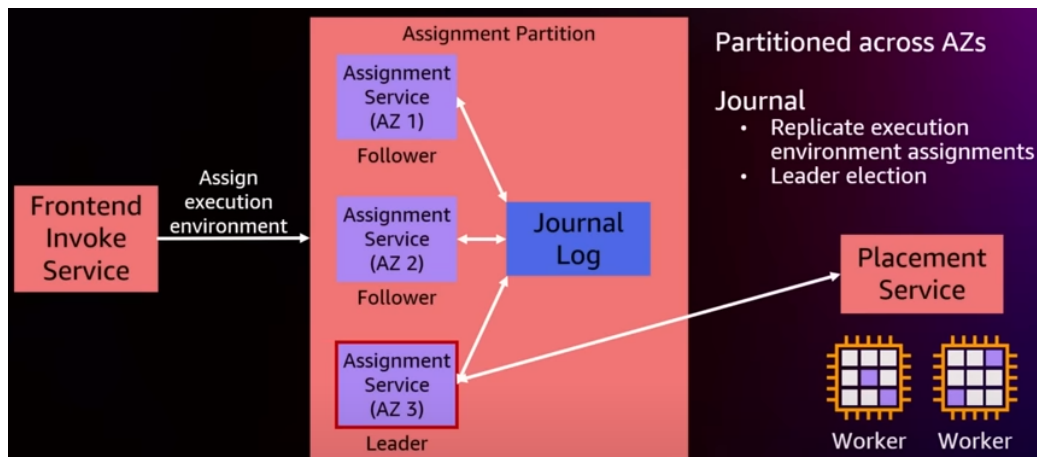 Assignment Partition
Assignment
Service
(AZ 1)
Follower
Assignment
Service
(AZ 2)
Follower
Assignment
Service
(AZ 3)
Leader
Frontend
Invoke
Service
Assign
execution
environment
Journal
Log
Partitioned across AZs
Journal
• Replicate execution
environment assignments
• Leader election
Placement
Service
Worker
Worker